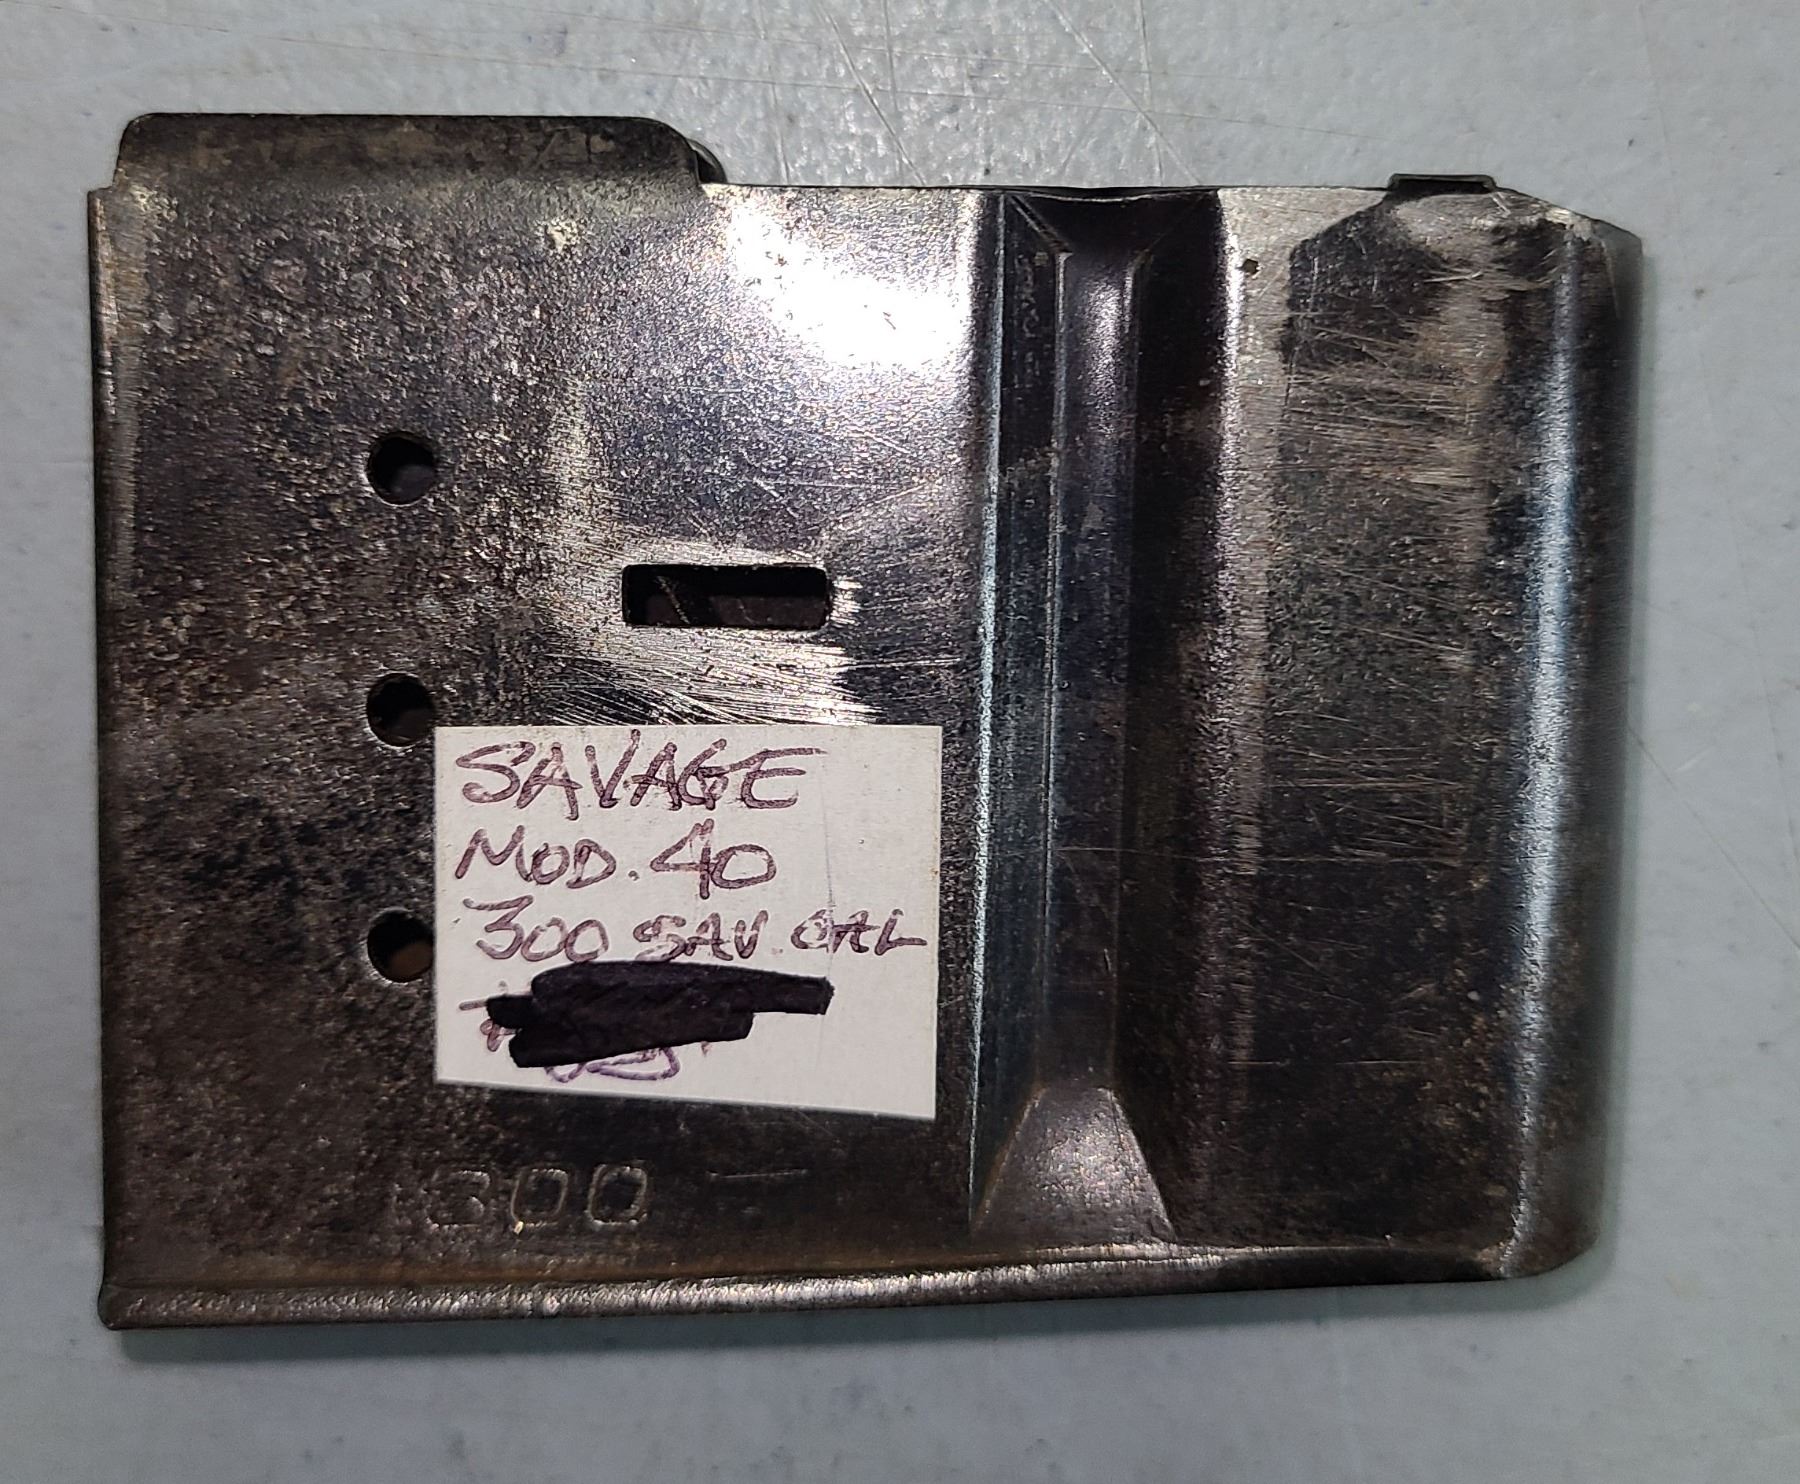 SAVAGE
MOD. 40
300 SAV. CAL
300